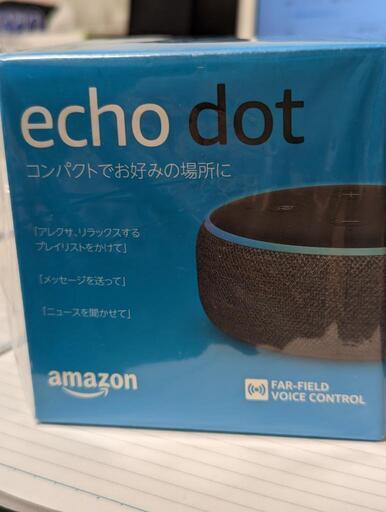 echo dot
コンパクトでお好みの場所に
「アレクサ、リラックスする
プレイリストをかけて」
「メッセージを送って」
「ニュースを聞かせて」
amazon
FAR-FIELD
VOICE CONTROL